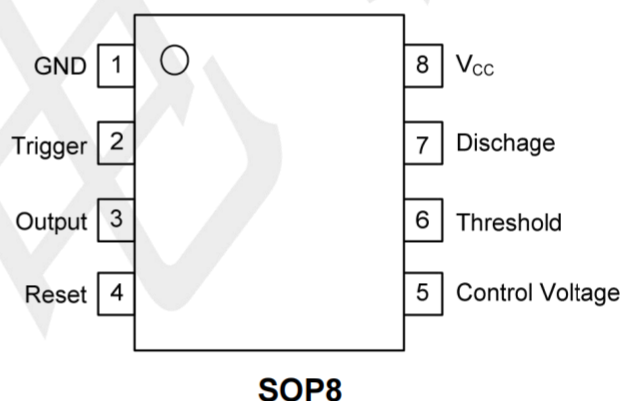 GND 1 8 VCC
Trigger 2 7 Dischage
Output 3 6 Threshold
Reset 4 5 Control Voltage
SOP8